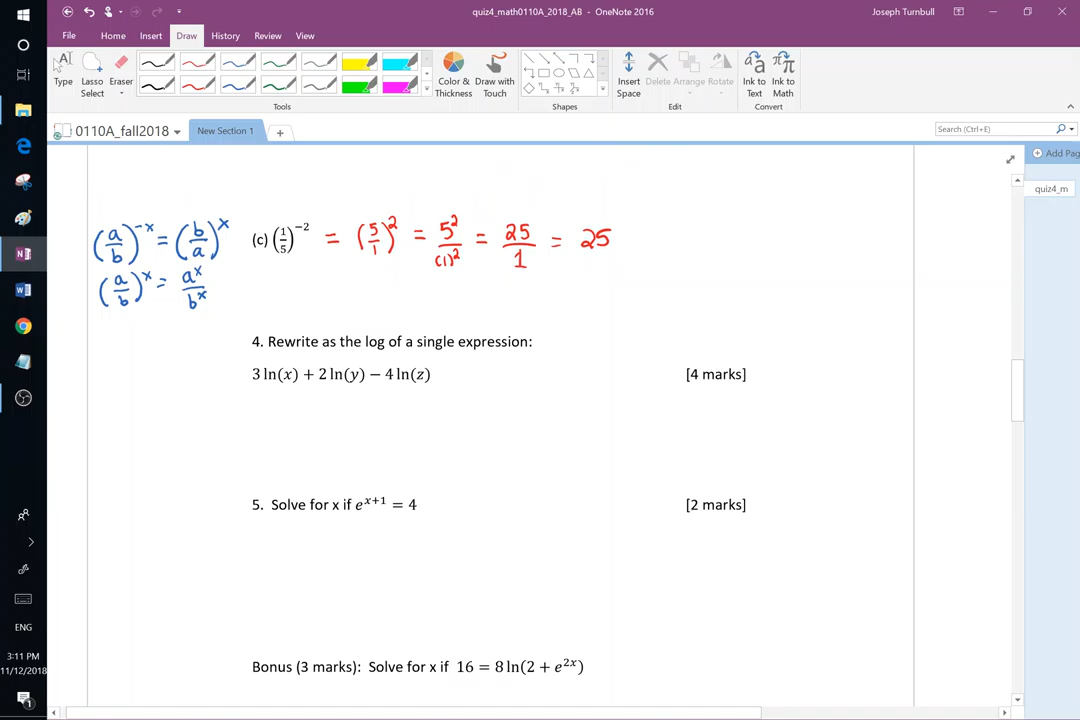 quiz4_math0110A_2018_AB - OneNote 2016
Joseph Turnbull
File Home Insert Draw History Review View
Type
Lasso Select
Eraser
Color & Thickness
Draw with Touch
Insert Space
Delete
Arrange
Rotate
Ink to Text
Ink to Math
Tools
Shapes
Edit
Convert
0110A_fall2018
New Section 1
Search (Ctrl+E)
Add Pag
quiz4_m
(a/b)^-x = (b/a)^x
(a/b)^x = a^x/b^x
(c) (1/5)^-2 = (5/1)^2 = 5^2/(1)^2 = 25/1 = 25
4. Rewrite as the log of a single expression:
3 ln(x) + 2 ln(y) − 4 ln(z) [4 marks]
5. Solve for x if e^x+1 = 4 [2 marks]
Bonus (3 marks): Solve for x if 16 = 8 ln(2 + e^2x)
ENG
3:11 PM
11/12/2018
1